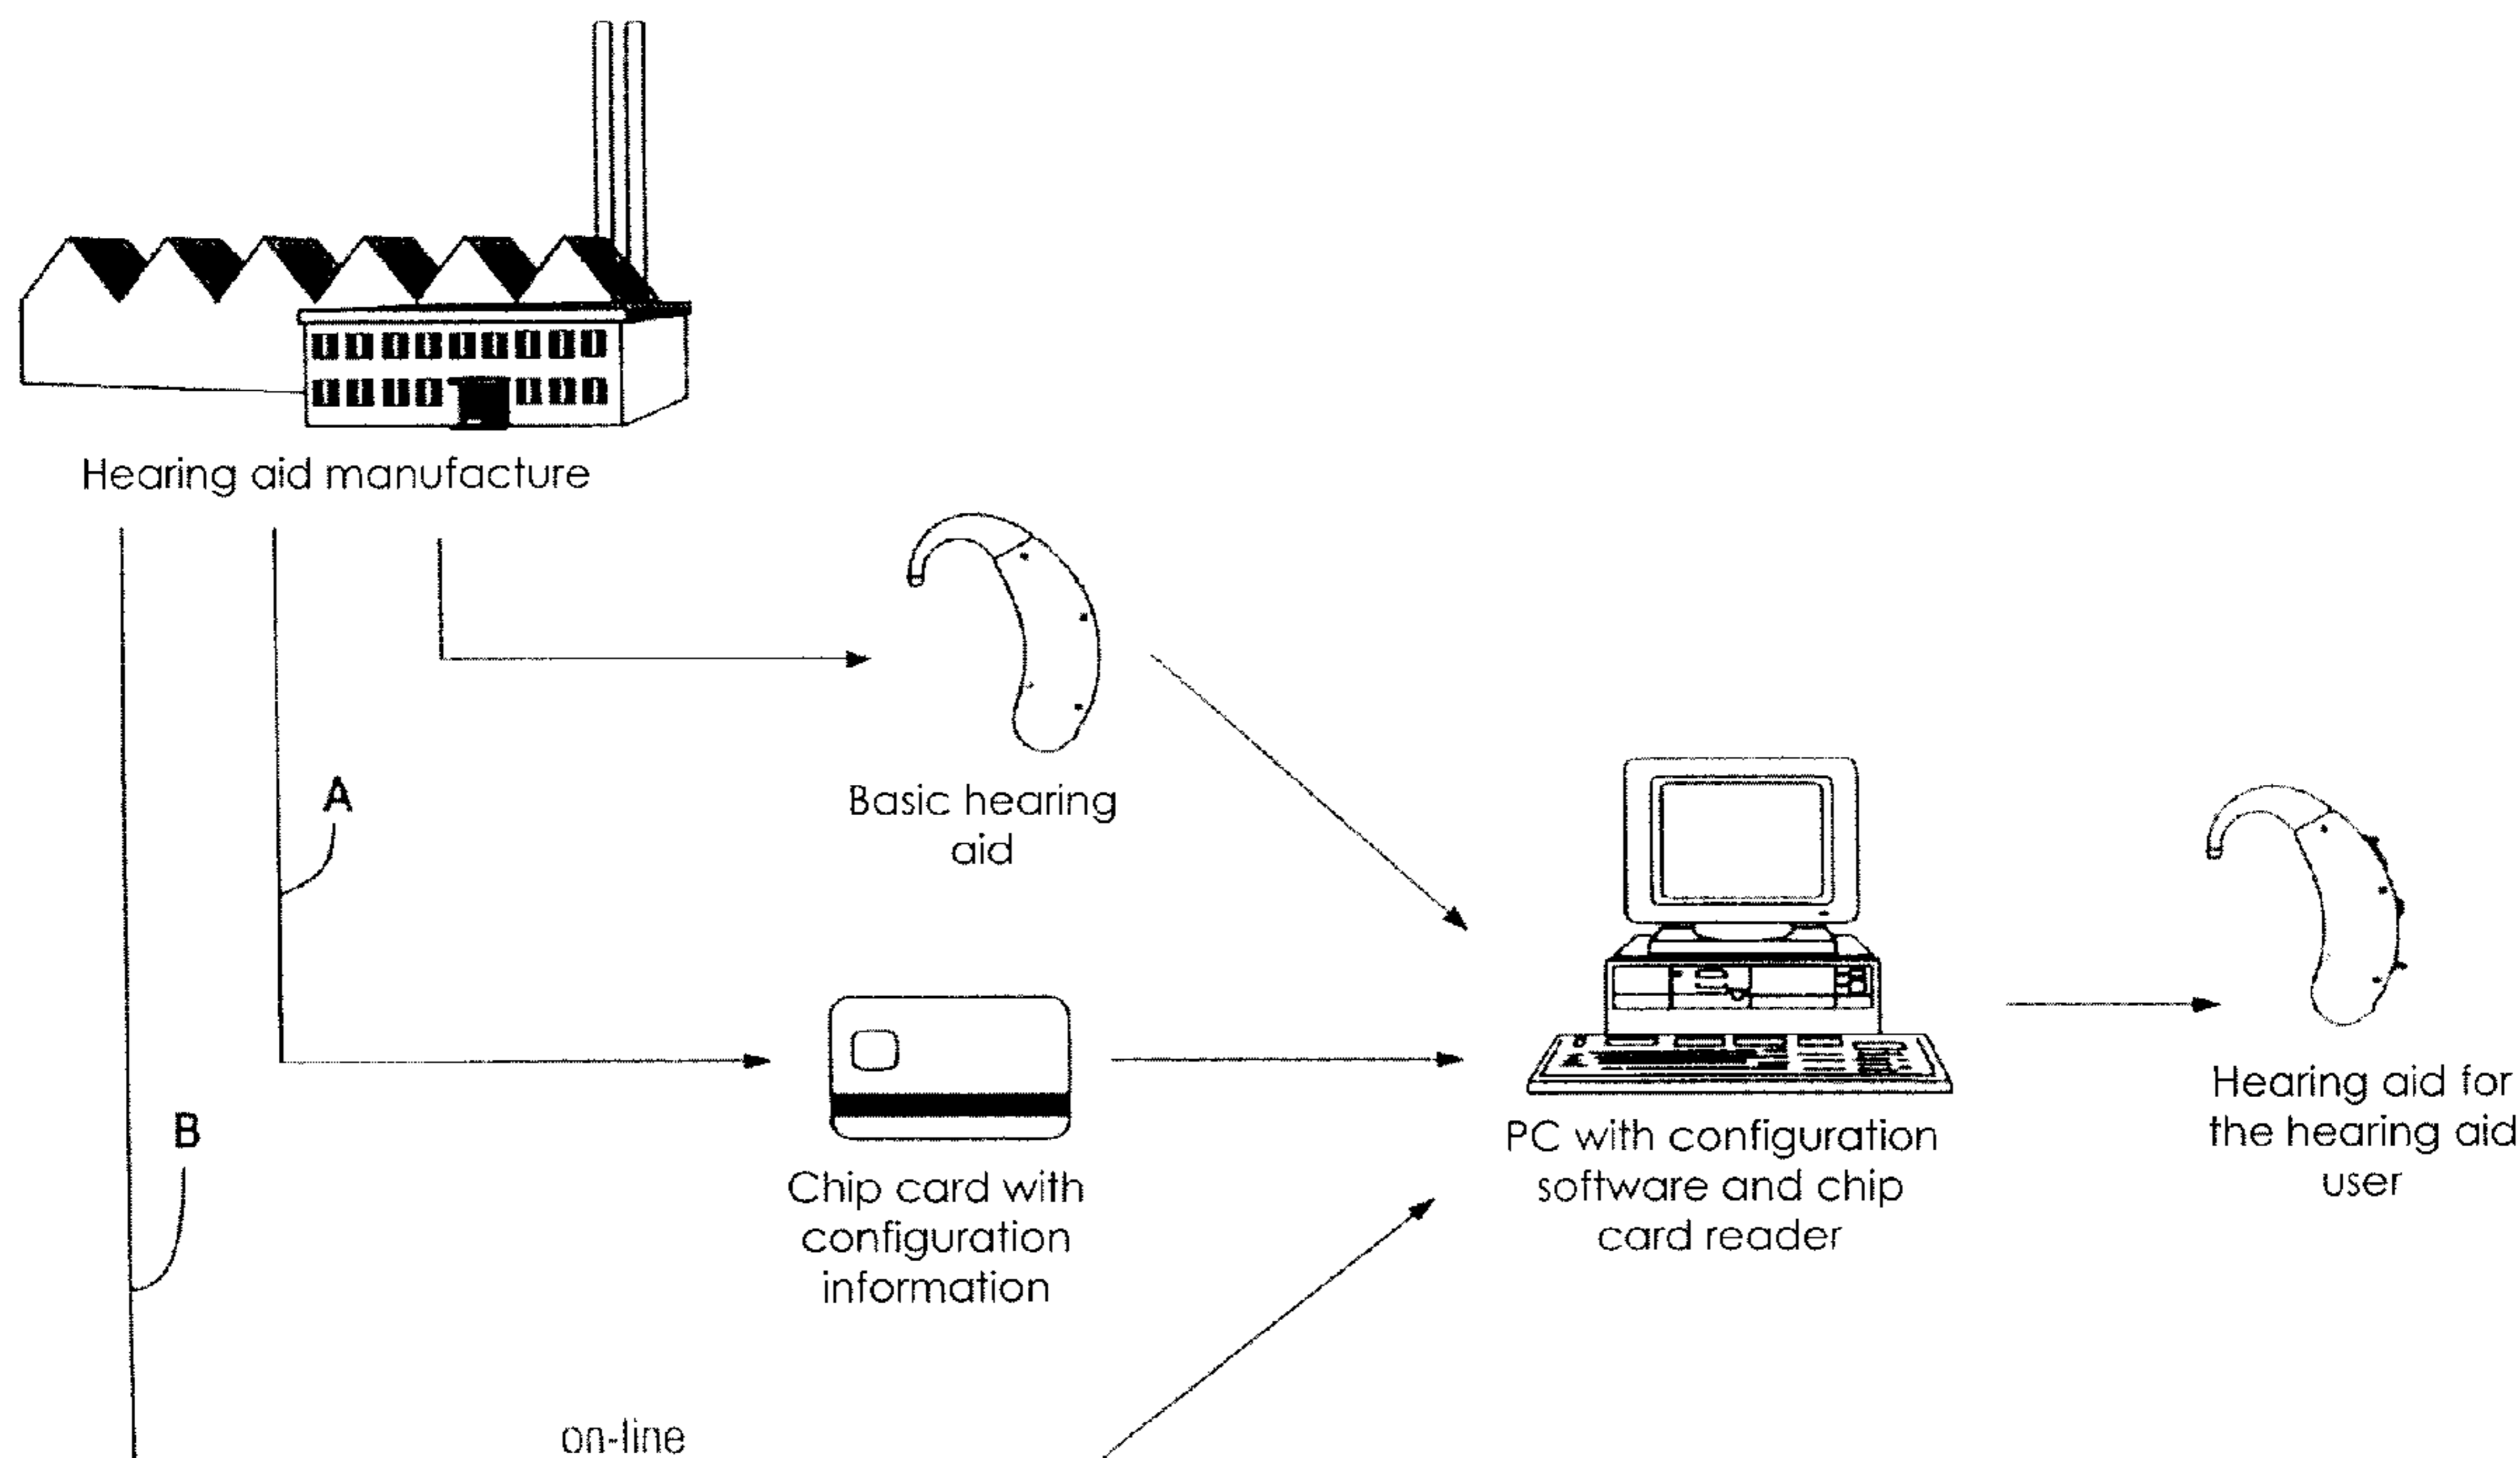 Hearing aid manufacture
A
Basic hearing
aid
B
Chip card with
configuration
information
PC with configuration
software and chip
card reader
Hearing aid for
the hearing aid
user
on-line